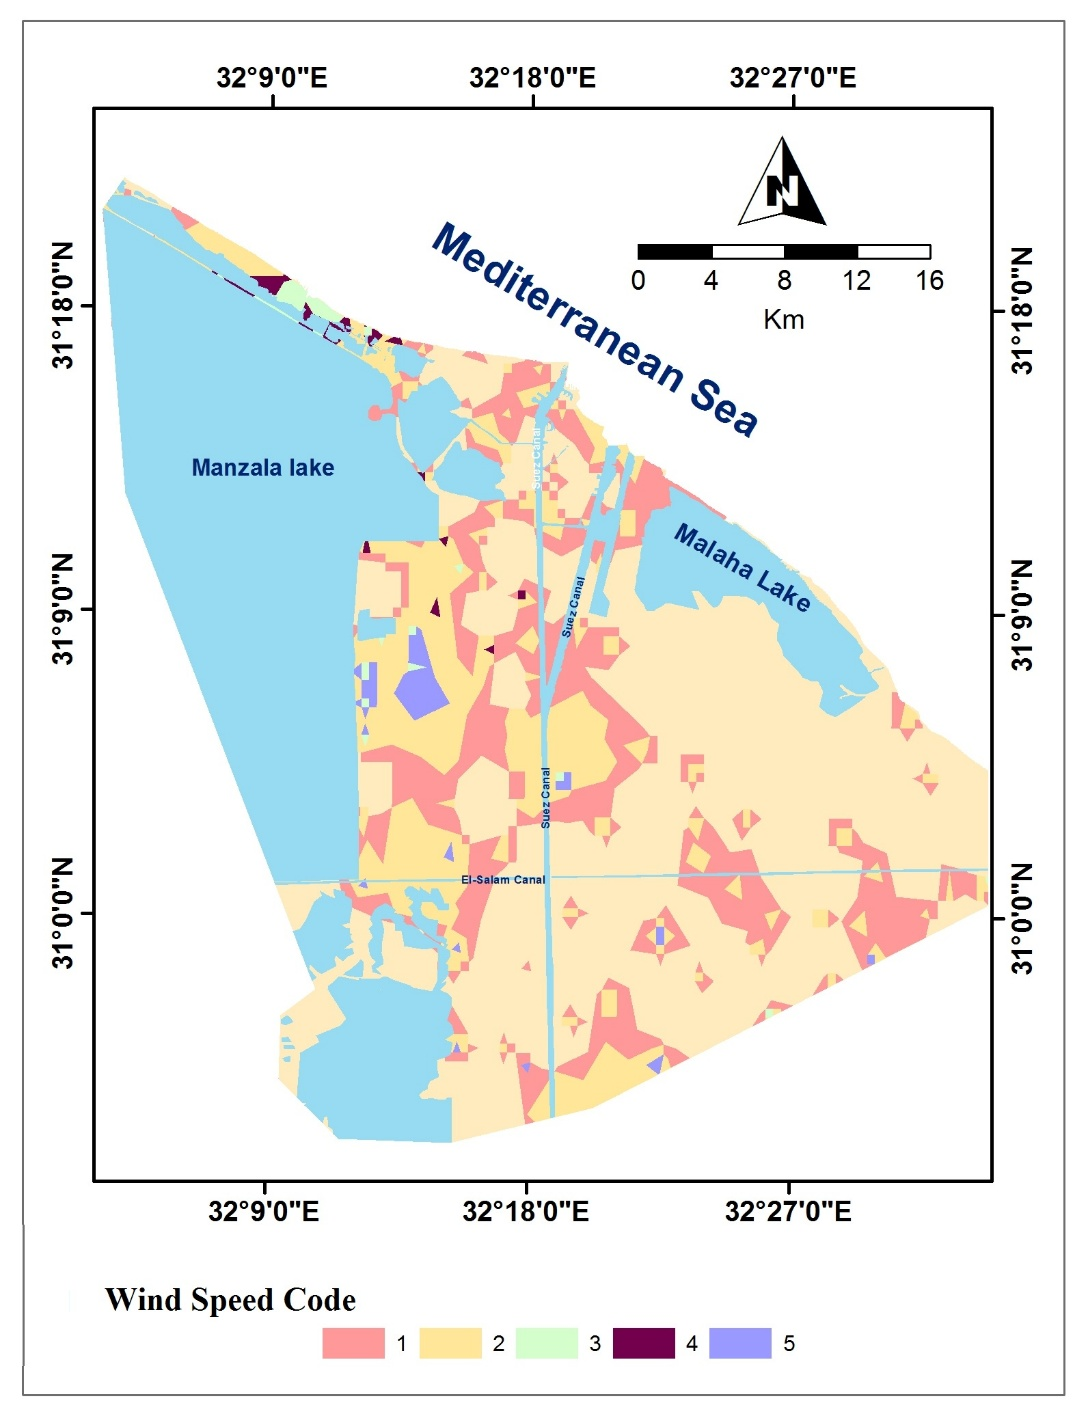 32°9'0"E 32°18'0"E 32°27'0"E
N
0 4 8 12 16
Km
Mediterranean Sea
31°18'0"N 31°18'0"N
Manzala lake
Suez Canal
Malaha Lake
31°9'0"N 31°9'0"N
Suez Canal
Suez Canal
El-Salam Canal
31°0'0"N 31°0'0"N
32°9'0"E 32°18'0"E 32°27'0"E
Wind Speed Code
1 2 3 4 5